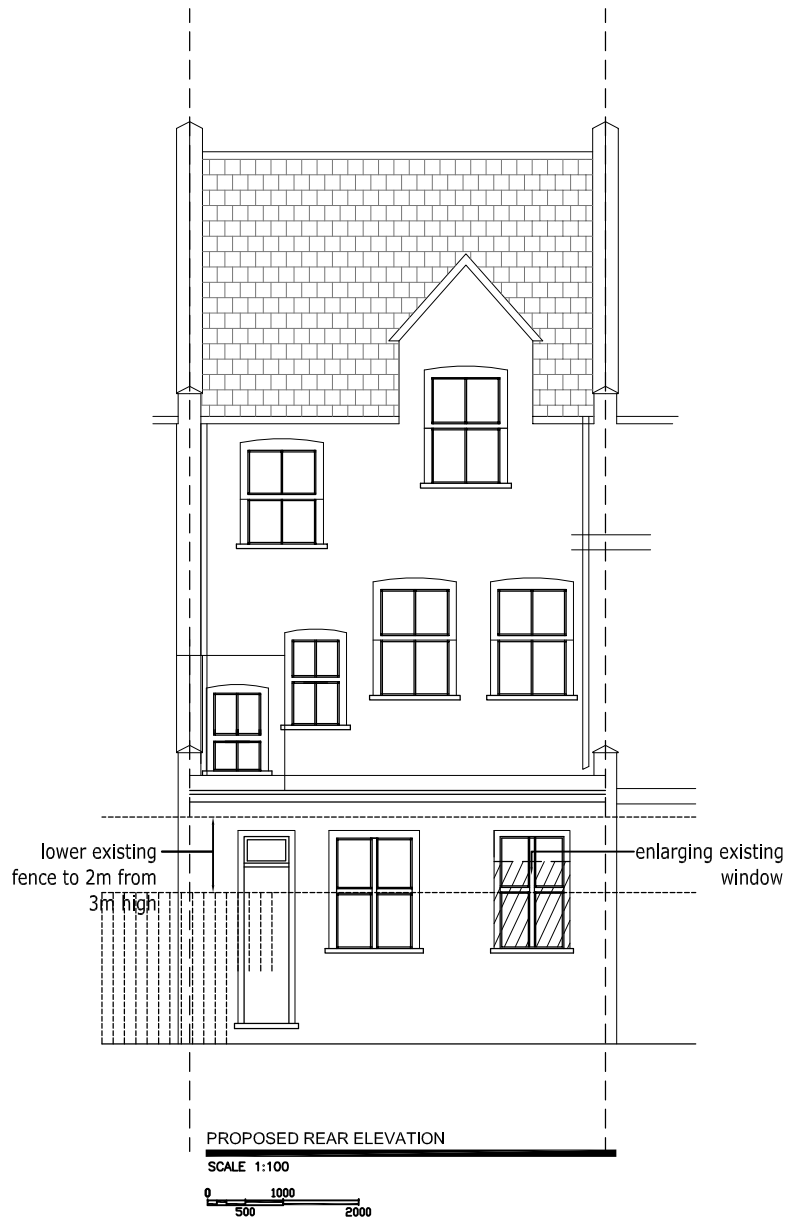 lower existing
fence to 2m from
3m high
enlarging existing
window
PROPOSED REAR ELEVATION
SCALE 1:100
0 1000
500 2000